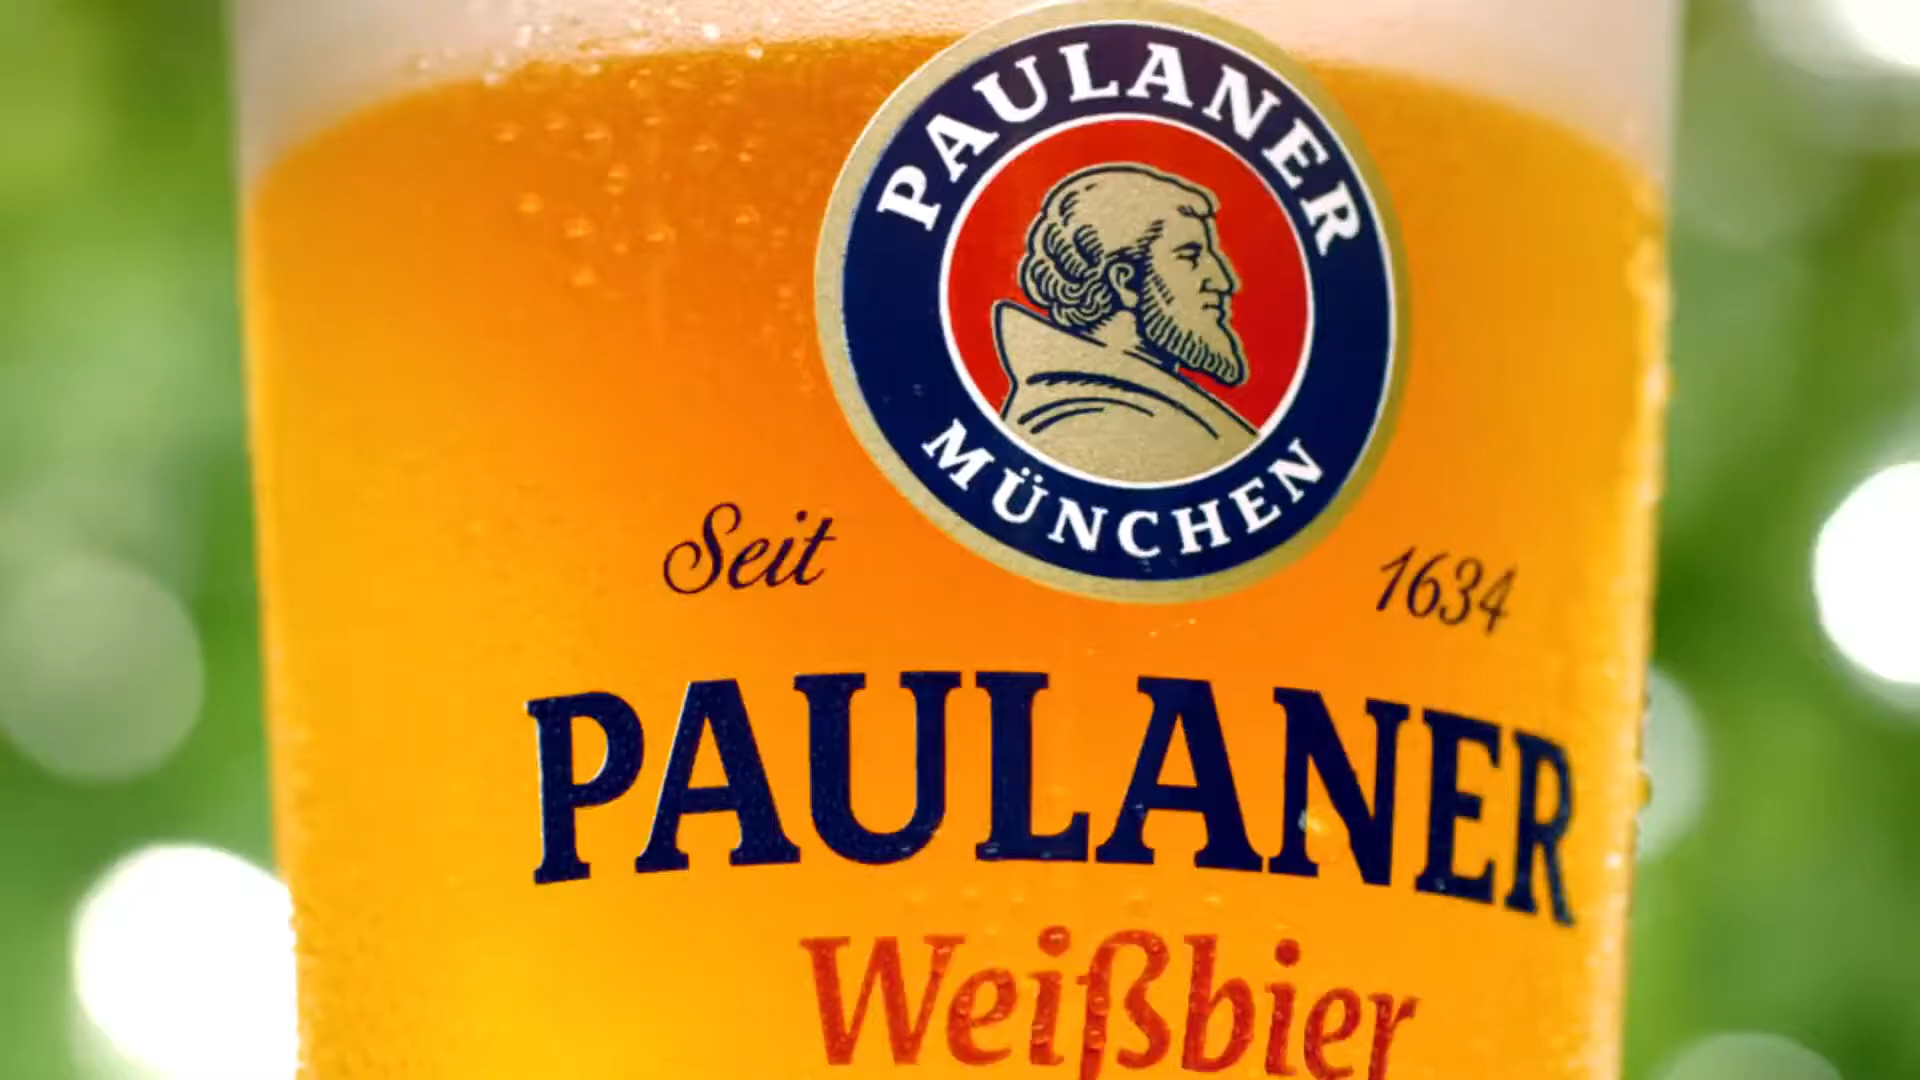 PAULANER
MÜNCHEN
Seit 1634
PAULANER
Weißbier